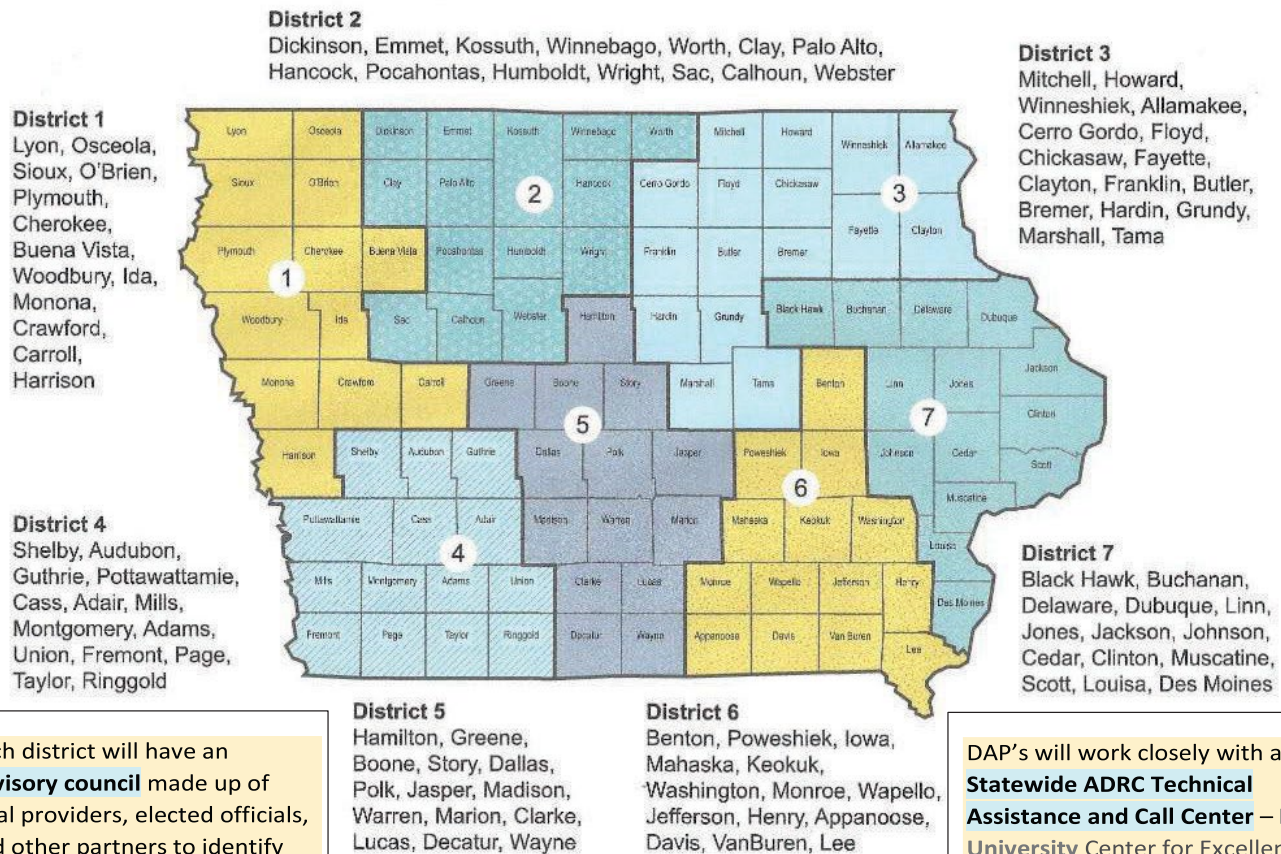 District 2
Dickinson, Emmet, Kossuth, Winnebago, Worth, Clay, Palo Alto,
Hancock, Pocahontas, Humboldt, Wright, Sac, Calhoun, Webster
District 3
Mitchell, Howard,
Winneshiek, Allamakee,
Cerro Gordo, Floyd,
Chickasaw, Fayette,
Clayton, Franklin, Butler,
Bremer, Hardin, Grundy,
Marshall, Tama
District 1
Lyon, Osceola,
Sioux, O'Brien,
Plymouth,
Cherokee,
Buena Vista,
Woodbury, Ida,
Monona,
Crawford,
Carroll,
Harrison
Lyon Osceola Dickinson Emmet Kossuth Winnebago Worth Mitchell Howard Winneshiek Allamakee
Sioux O'Brien Clay Palo Alto 2 Hancock Cerro Gordo Floyd Chickasaw 3
Plymouth Cherokee Buena Vista Pocahontas Humboldt Wright Franklin Butler Bremer Fayette Clayton
1
Woodbury Ida Sac Calhoun Webster Hamilton Hardin Grundy Black Hawk Buchanan Delaware Dubuque
Monona Crawford Carroll Greene Boone Story Marshall Tama Benton Linn Jones Jackson
5 7 Clinton
Harrison Shelby Audubon Guthrie Dallas Polk Jasper Poweshiek Iowa Johnson Cedar Scott
6 Muscatine
Pottawattamie Cass Adair Madison Warren Marion Mahaska Keokuk Washington Louisa
4
Mills Montgomery Adams Union Clarke Lucas Monroe Wapello Jefferson Henry Des Moines
Fremont Page Taylor Ringgold Decatur Wayne Appanoose Davis Van Buren Lee
District 4
Shelby, Audubon,
Guthrie, Pottawattamie,
Cass, Adair, Mills,
Montgomery, Adams,
Union, Fremont, Page,
Taylor, Ringgold
District 7
Black Hawk, Buchanan,
Delaware, Dubuque, Linn,
Jones, Jackson, Johnson,
Cedar, Clinton, Muscatine,
Scott, Louisa, Des Moines
District 5
Hamilton, Greene,
Boone, Story, Dallas,
Polk, Jasper, Madison,
Warren, Marion, Clarke,
Lucas, Decatur, Wayne
District 6
Benton, Poweshiek, Iowa,
Mahaska, Keokuk,
Washington, Monroe, Wapello,
Jefferson, Henry, Appanoose,
Davis, VanBuren, Lee
district will have an
council made up of
providers, elected officials,
other partners to identify
DAP's will work closely with a
Statewide ADRC Technical
Assistance and Call Center –
University Center for